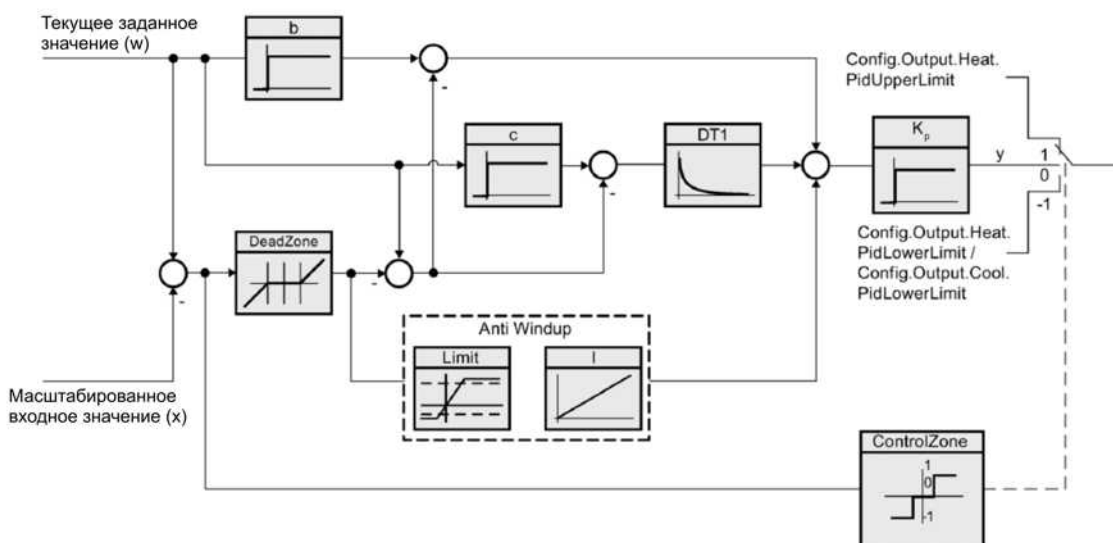 Текущее заданное
значение (w)
b
-
Config.Output.Heat.
PidUpperLimit
c
DT1
Kp
-
y
1
0
-1
DeadZone
-
-
Config.Output.Heat.
PidLowerLimit /
Config.Output.Cool.
PidLowerLimit
Anti Windup
Limit
I
Масштабированное
входное значение (x)
ControlZone
1
0
-1